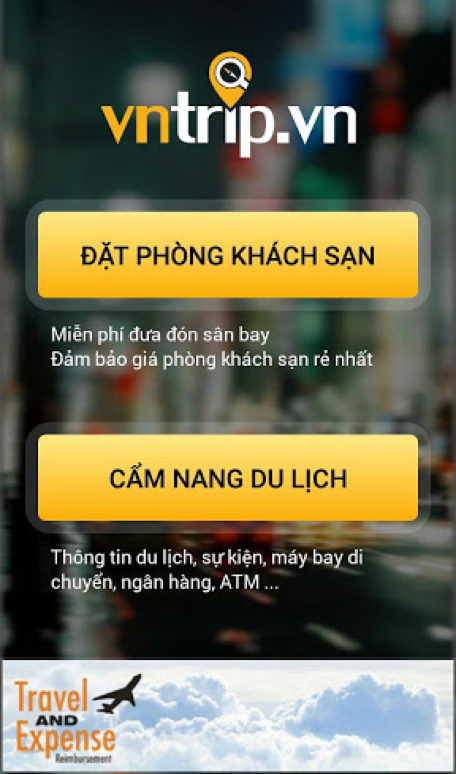 vntrip.vn
ĐẶT PHÒNG KHÁCH SẠN
Miễn phí đưa đón sân bay
Đảm bảo giá phòng khách sạn rẻ nhất
CẨM NANG DU LỊCH
Thông tin du lịch, sự kiện, máy bay di
chuyển, ngân hàng, ATM ...
Travel
AND
Expense
Reimbursement